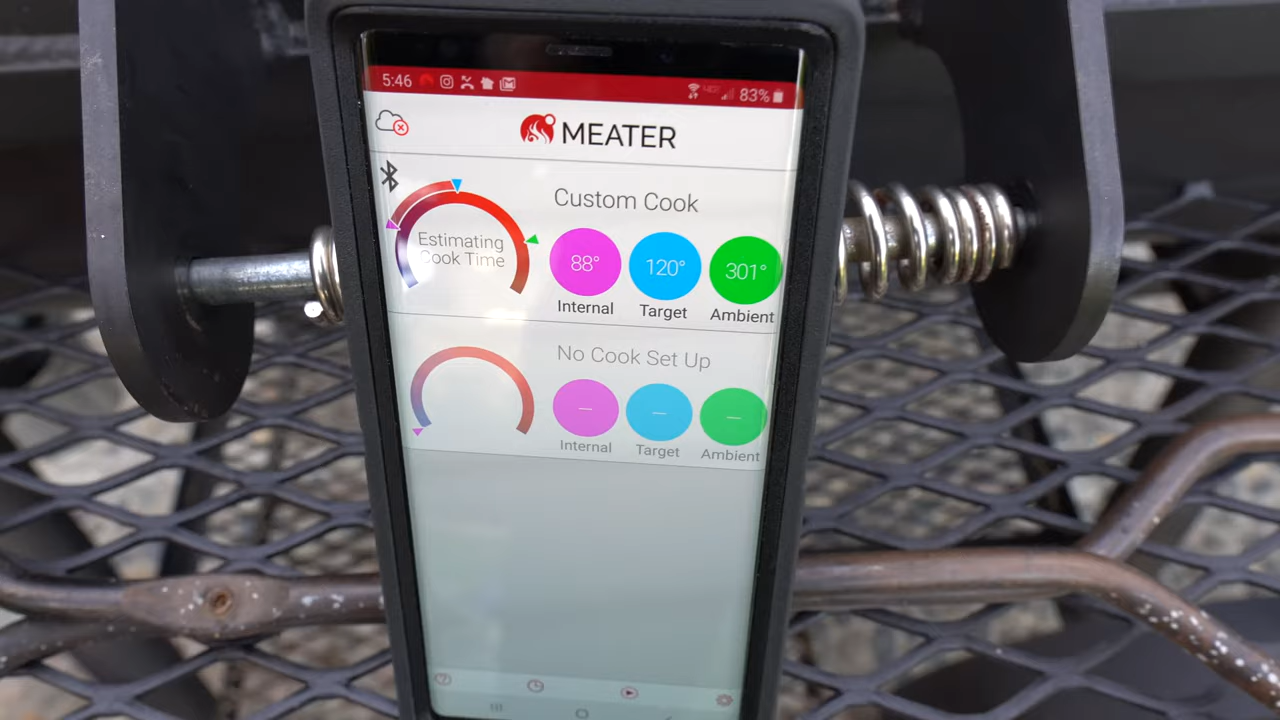 5:46
83%
MEATER
Custom Cook
Estimating
Cook Time
88°
120°
301°
Internal
Target
Ambient
No Cook Set Up
—
—
—
Internal
Target
Ambient